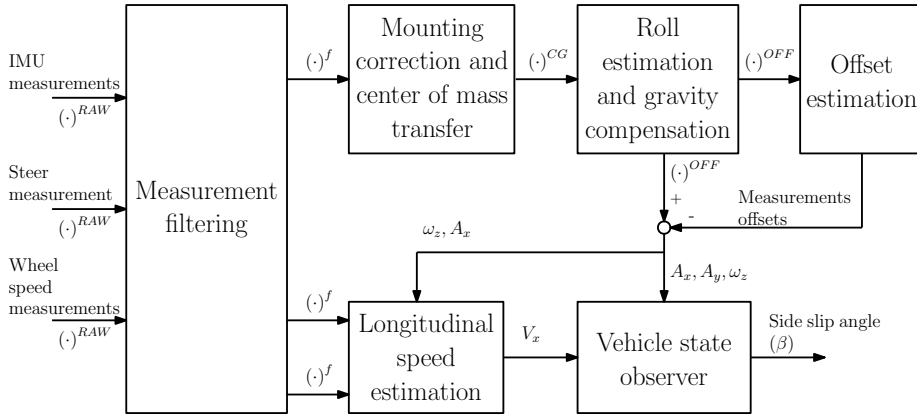 IMU
measurements
(·)^RAW
Steer
measurement
(·)^RAW
Wheel
speed
measurements
(·)^RAW
Measurement
filtering
(·)^f
Mounting
correction and
center of mass
transfer
(·)^CG
Roll
estimation
and gravity
compensation
(·)^OFF
Offset
estimation
(·)^OFF
+
-
Measurements
offsets
ω_z, A_x
A_x, A_y, ω_z
(·)^f
(·)^f
Longitudinal
speed
estimation
V_x
Vehicle state
observer
Side slip angle
(β)